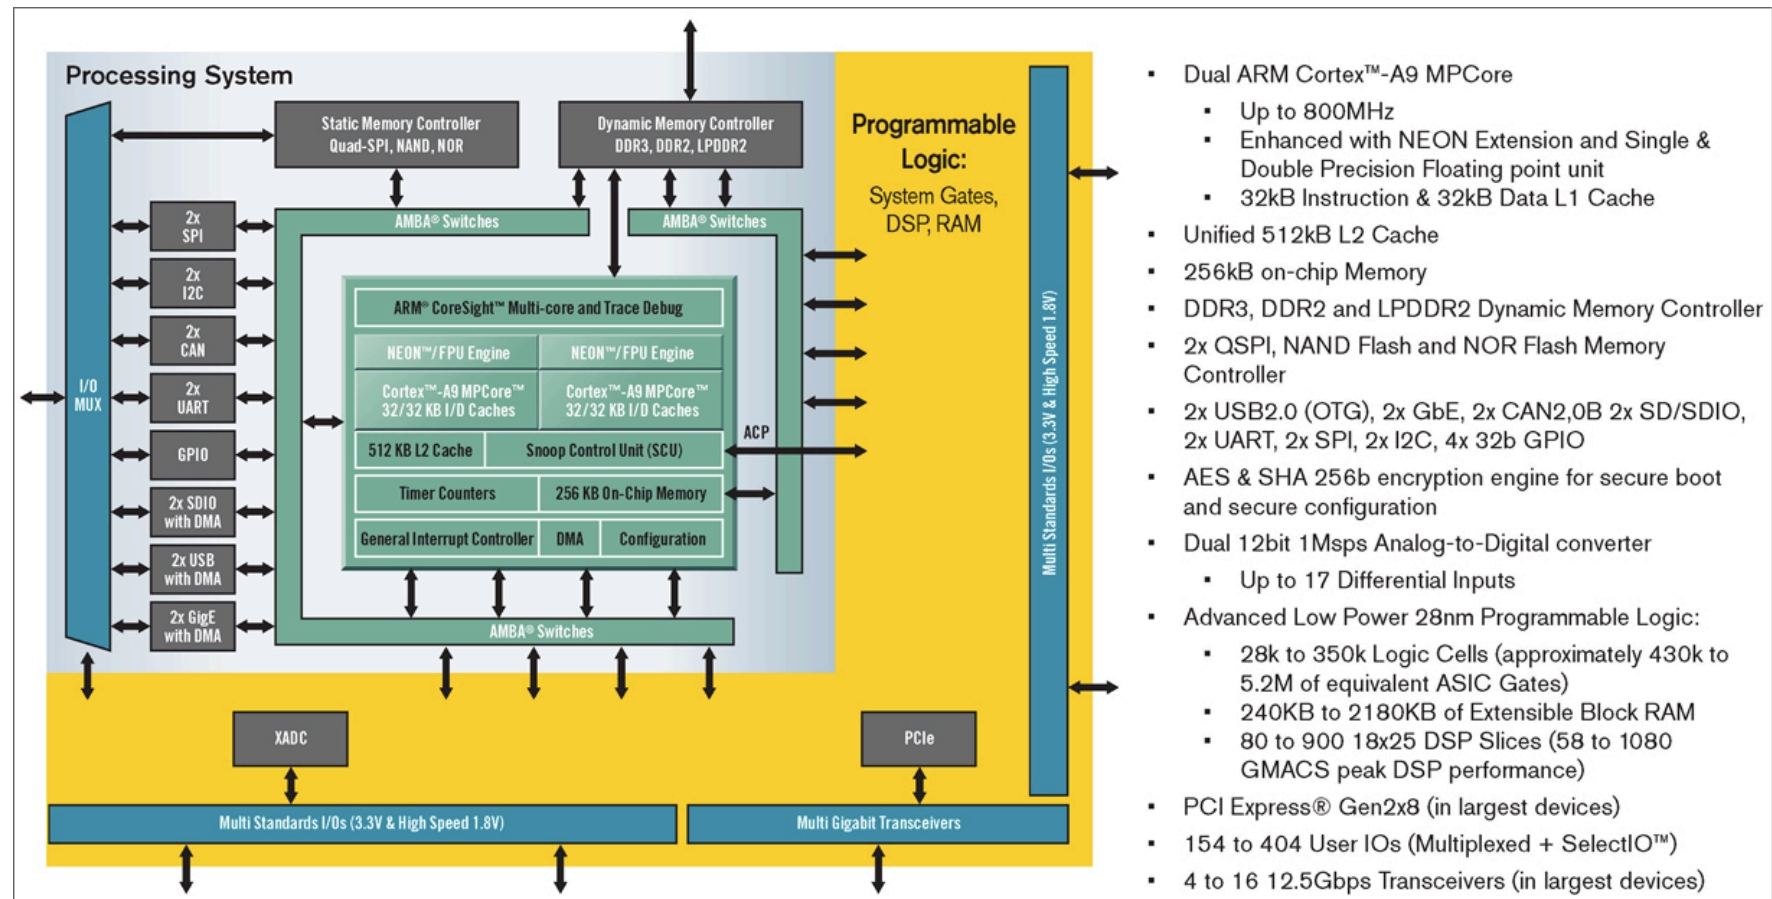 Processing System
Static Memory Controller
Quad-SPI, NAND, NOR
Dynamic Memory Controller
DDR3, DDR2, LPDDR2
Programmable
Logic:
System Gates,
DSP, RAM
AMBA® Switches
AMBA® Switches
I/O
MUX
2x
SPI
2x
I2C
2x
CAN
2x
UART
GPIO
2x SDIO
with DMA
2x USB
with DMA
2x GigE
with DMA
ARM® CoreSight™ Multi-core and Trace Debug
NEON™/FPU Engine
NEON™/FPU Engine
Cortex™-A9 MPCore™
32/32 KB I/D Caches
Cortex™-A9 MPCore™
32/32 KB I/D Caches
512 KB L2 Cache
Snoop Control Unit (SCU)
ACP
Timer Counters
256 KB On-Chip Memory
General Interrupt Controller
DMA
Configuration
AMBA® Switches
Multi Standards I/Os (3.3V & High Speed 1.8V)
XADC
PCIe
Multi Standards I/Os (3.3V & High Speed 1.8V)
Multi Gigabit Transceivers
▪ Dual ARM Cortex™-A9 MPCore
▪ Up to 800MHz
▪ Enhanced with NEON Extension and Single &
Double Precision Floating point unit
▪ 32kB Instruction & 32kB Data L1 Cache
▪ Unified 512kB L2 Cache
▪ 256kB on-chip Memory
▪ DDR3, DDR2 and LPDDR2 Dynamic Memory Controller
▪ 2x QSPI, NAND Flash and NOR Flash Memory
Controller
▪ 2x USB2.0 (OTG), 2x GbE, 2x CAN2,0B 2x SD/SDIO,
2x UART, 2x SPI, 2x I2C, 4x 32b GPIO
▪ AES & SHA 256b encryption engine for secure boot
and secure configuration
▪ Dual 12bit 1Msps Analog-to-Digital converter
▪ Up to 17 Differential Inputs
▪ Advanced Low Power 28nm Programmable Logic:
▪ 28k to 350k Logic Cells (approximately 430k to
5.2M of equivalent ASIC Gates)
▪ 240KB to 2180KB of Extensible Block RAM
▪ 80 to 900 18x25 DSP Slices (58 to 1080
GMACS peak DSP performance)
▪ PCI Express® Gen2x8 (in largest devices)
▪ 154 to 404 User IOs (Multiplexed + SelectIO™)
▪ 4 to 16 12.5Gbps Transceivers (in largest devices)